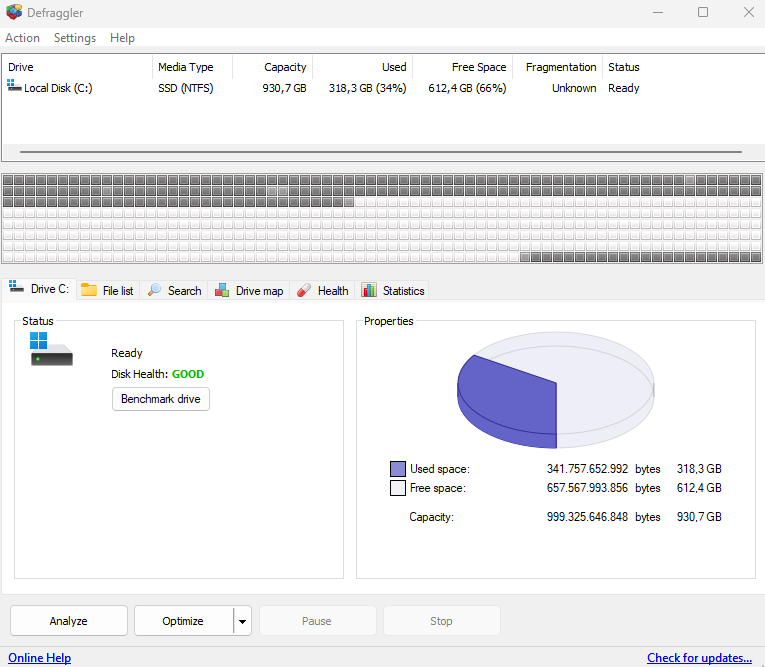 Defraggler
Action Settings Help
Drive Media Type Capacity Used Free Space Fragmentation Status
Local Disk (C:) SSD (NTFS) 930,7 GB 318,3 GB (34%) 612,4 GB (66%) Unknown Ready
Drive C: File list Search Drive map Health Statistics
Status
Ready
Disk Health: GOOD
Benchmark drive
Properties
Used space: 341.757.652.992 bytes 318,3 GB
Free space: 657.567.993.856 bytes 612,4 GB
Capacity: 999.325.646.848 bytes 930,7 GB
Analyze Optimize Pause Stop
Online Help Check for updates...